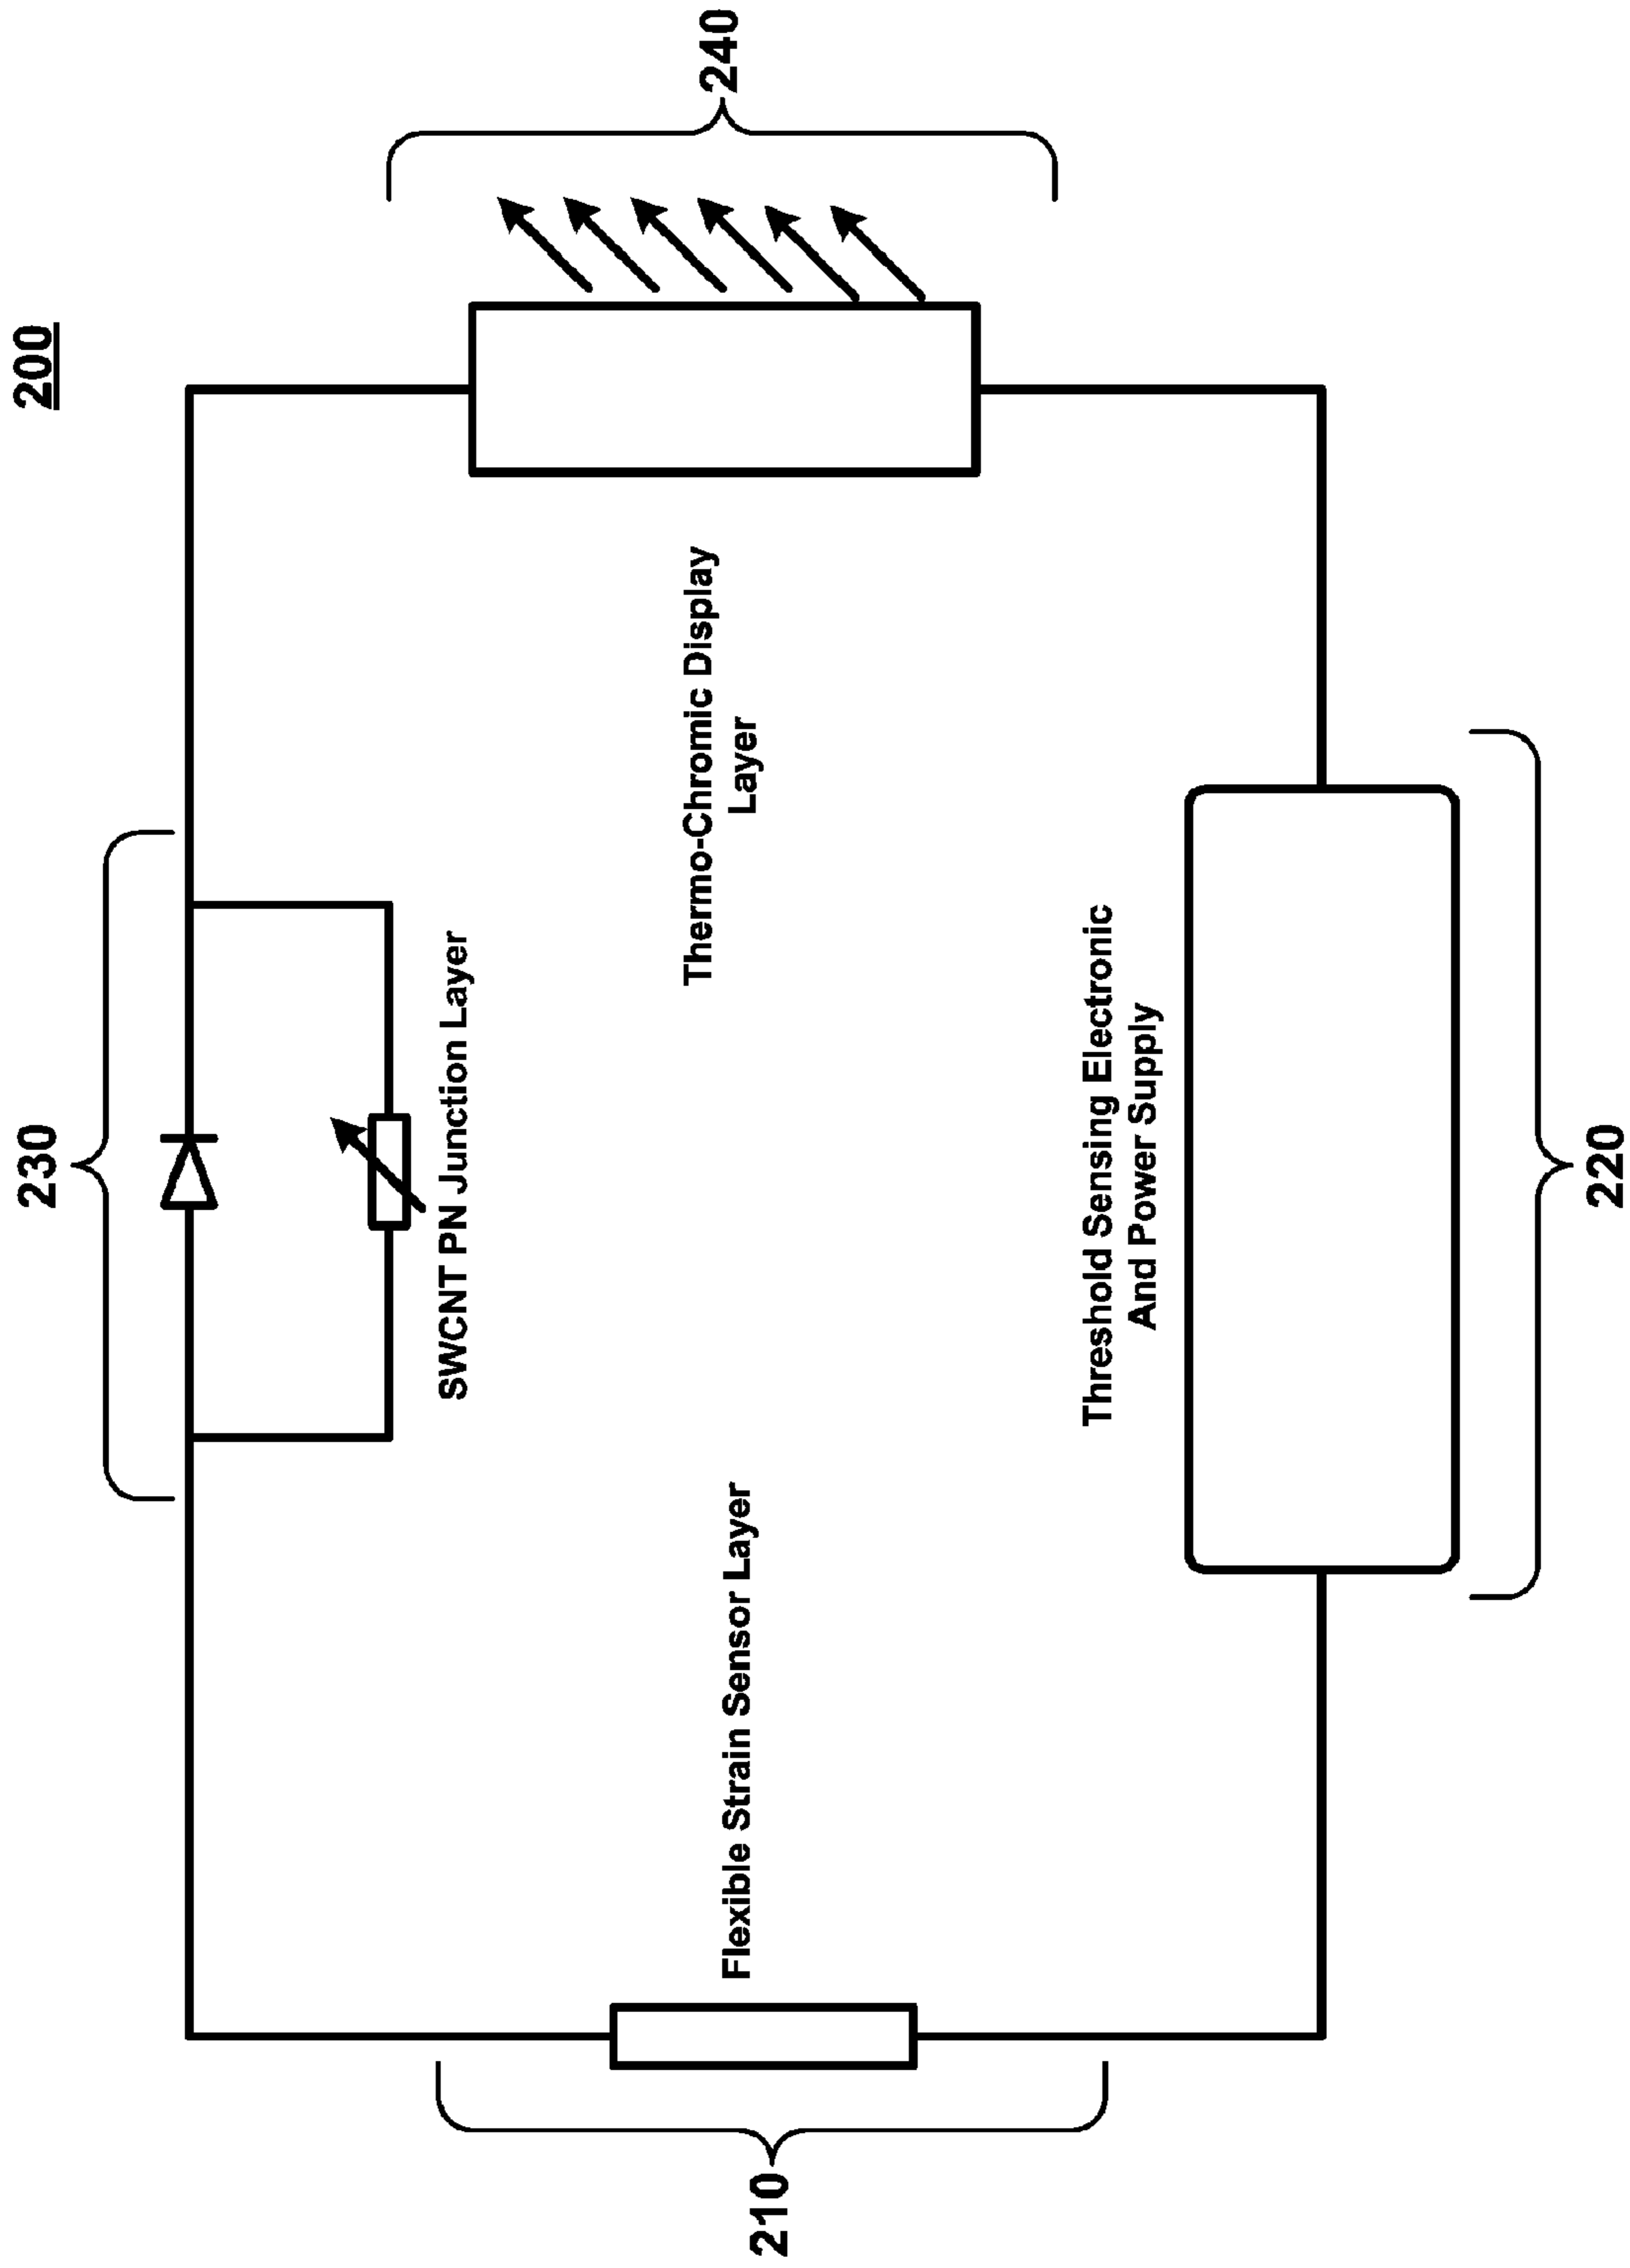 200
230
SWCNT PN Junction Layer
Flexible Strain Sensor Layer
210
Thermo-Chromic Display
Layer
240
Threshold Sensing Electronic
And Power Supply
220